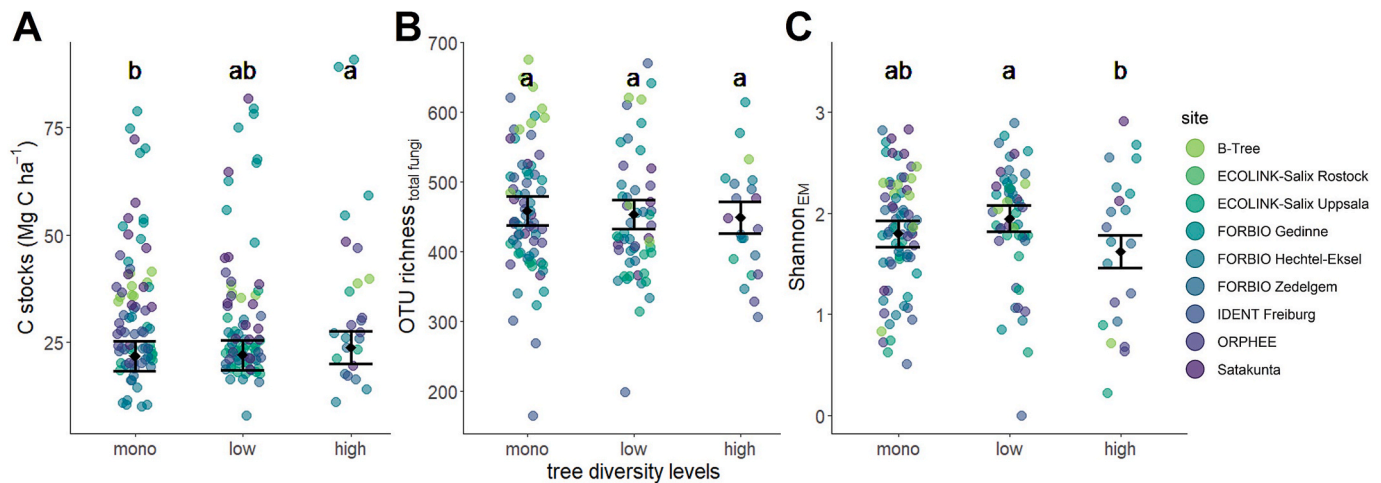 A
C stocks (Mg C ha⁻¹)
75
50
25
b
ab
a
mono
low
high
B
OTU richness total fungi
700
600
500
400
300
200
a
a
a
mono
low
high
tree diversity levels
C
Shannon EM
3
2
1
0
ab
a
b
mono
low
high
site
B-Tree
ECOLINK-Salix Rostock
ECOLINK-Salix Uppsala
FORBIO Gedinne
FORBIO Hechtel-Eksel
FORBIO Zedelgem
IDENT Freiburg
ORPHEE
Satakunta